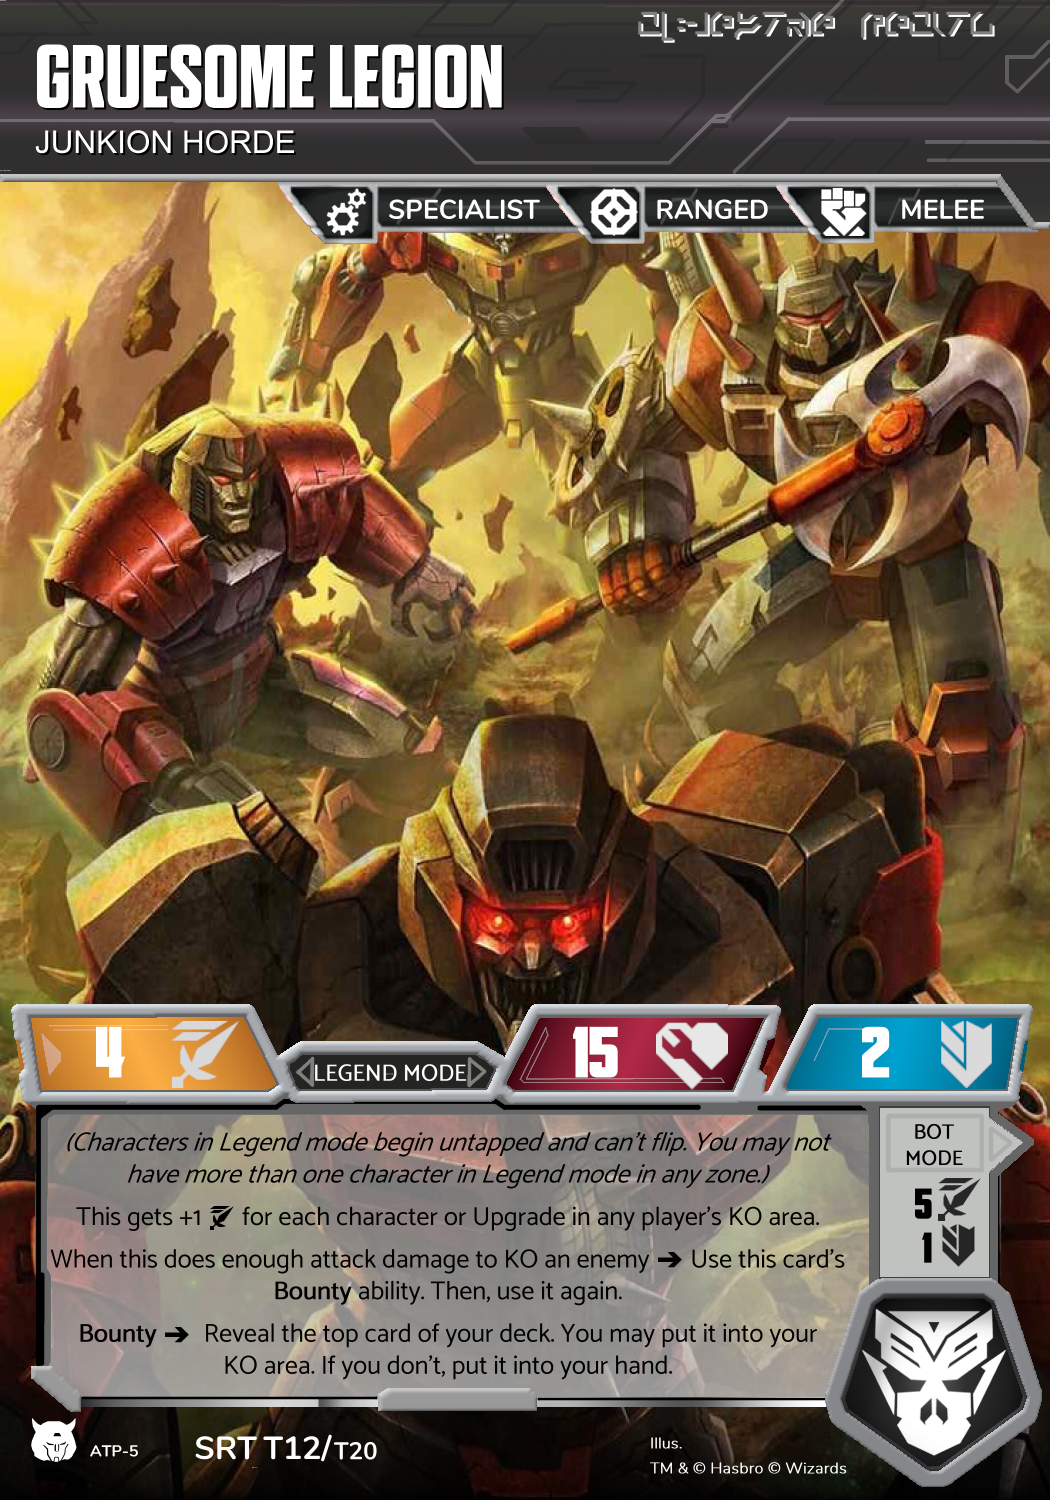 GRUESOME LEGION
JUNKION HORDE
SPECIALIST
RANGED
MELEE
4
LEGEND MODE
15
2
(Characters in Legend mode begin untapped and can't flip. You may not
have more than one character in Legend mode in any zone.)
This gets +1 for each character or Upgrade in any player's KO area.
When this does enough attack damage to KO an enemy ➔ Use this card's
Bounty ability. Then, use it again.
Bounty ➔ Reveal the top card of your deck. You may put it into your
KO area. If you don't, put it into your hand.
BOT
MODE
5
1
ATP-5
SRT T12/T20
Illus.
TM & © Hasbro © Wizards